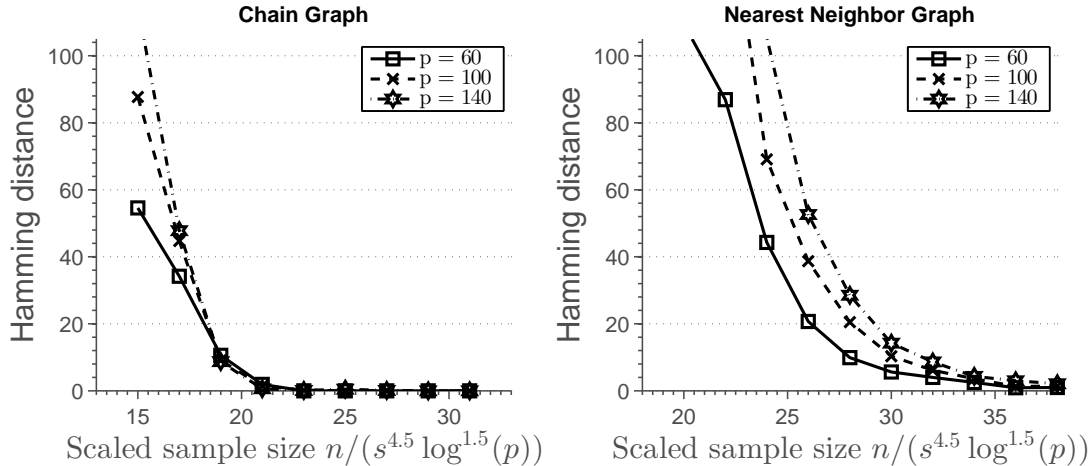 Chain Graph
Hamming distance
100
80
60
40
20
0
15
20
25
30
p = 60
p = 100
p = 140
Scaled sample size n/(s^{4.5} log^{1.5}(p))
Nearest Neighbor Graph
Hamming distance
100
80
60
40
20
0
20
25
30
35
p = 60
p = 100
p = 140
Scaled sample size n/(s^{4.5} log^{1.5}(p))